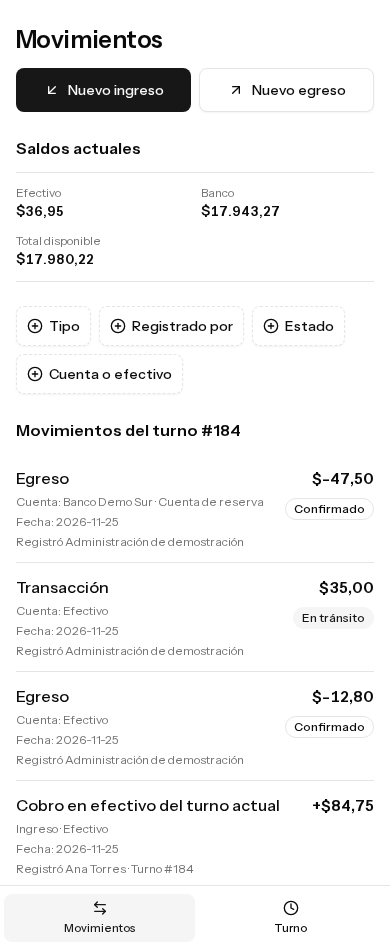 Movimientos
Nuevo ingreso Nuevo egreso
Saldos actuales
Efectivo Banco
$36,95 $17.943,27
Total disponible
$17.980,22
Tipo Registrado por Estado
Cuenta o efectivo
Movimientos del turno #184
Egreso $-47,50
Cuenta: Banco Demo Sur · Cuenta de reserva Confirmado
Fecha: 2026-11-25
Registró Administración de demostración
Transacción $35,00
Cuenta: Efectivo En tránsito
Fecha: 2026-11-25
Registró Administración de demostración
Egreso $-12,80
Cuenta: Efectivo Confirmado
Fecha: 2026-11-25
Registró Administración de demostración
Cobro en efectivo del turno actual +$84,75
Ingreso · Efectivo
Fecha: 2026-11-25
Registró Ana Torres · Turno #184
Movimientos Turno